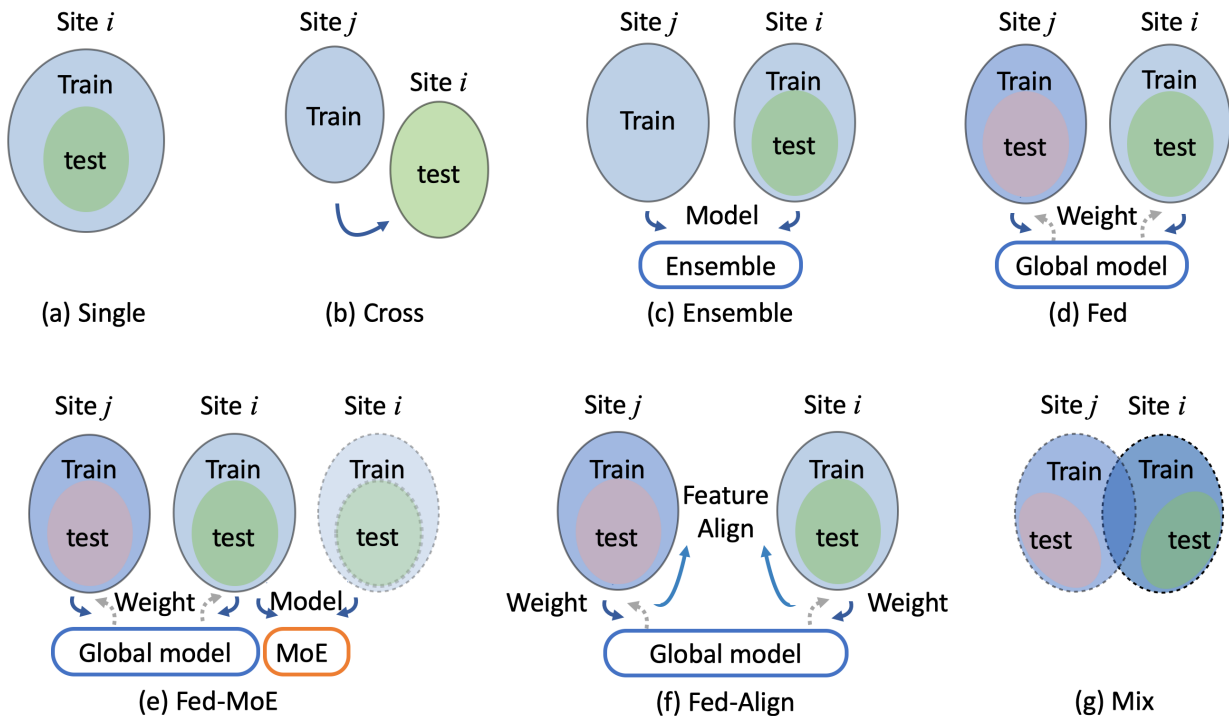 Site i
Train
test
(a) Single
Site j
Train
Site i
test
(b) Cross
Site j
Site i
Train
Train
test
Model
Ensemble
(c) Ensemble
Site j
Site i
Train
Train
test
test
Weight
Global model
(d) Fed
Site j
Site i
Site i
Train
Train
Train
test
test
test
Weight
Model
Global model
MoE
(e) Fed-MoE
Site j
Site i
Train
Train
Feature
Align
test
test
Weight
Weight
Global model
(f) Fed-Align
Site j
Site i
Train
Train
test
test
(g) Mix